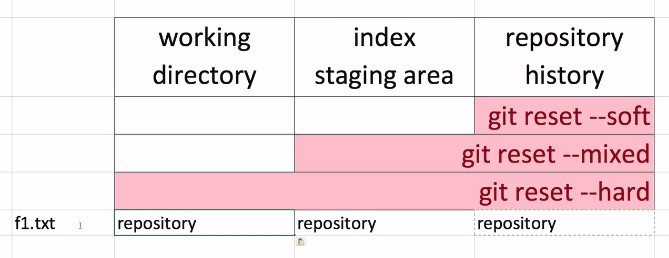 working directory
index staging area
repository history
git reset --soft
git reset --mixed
git reset --hard
f1.txt repository repository repository